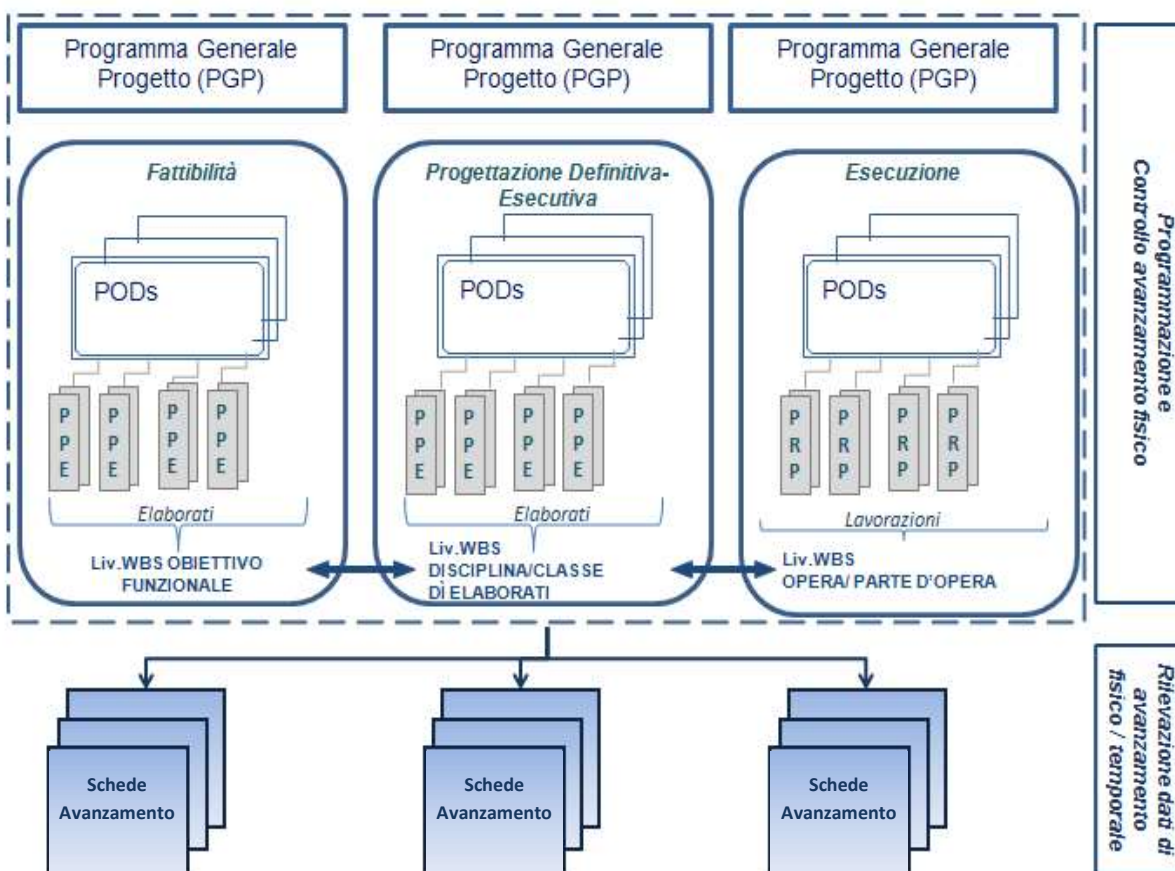 Programma Generale
Progetto (PGP)
Programma Generale
Progetto (PGP)
Programma Generale
Progetto (PGP)
Fattibilità
PODs
P P E
P P E
P P E
P P E
Elaborati
Liv.WBS OBIETTIVO
FUNZIONALE
Progettazione Definitiva-
Esecutiva
PODs
P P E
P P E
P P E
P P E
Elaborati
Liv.WBS
DISCIPLINA/CLASSE
DÌ ELABORATI
Esecuzione
PODs
P R P
P R P
P R P
P R P
Lavorazioni
Liv.WBS
OPERA/ PARTE D'OPERA
Programmazione e
Controllo avanzamento fisico
Schede
Avanzamento
Schede
Avanzamento
Schede
Avanzamento
Rilevazione dati di
avanzamento
fisico / temporale